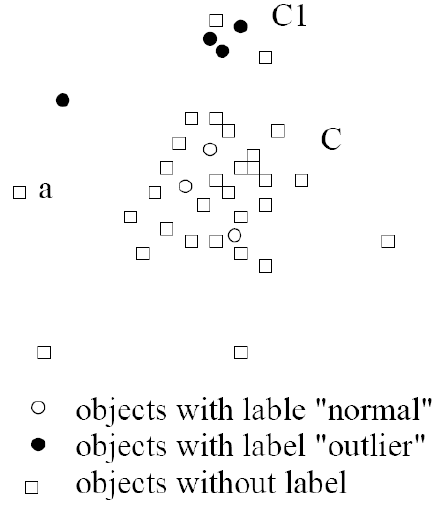 C1
C
a
objects with lable "normal"
objects with label "outlier"
objects without label